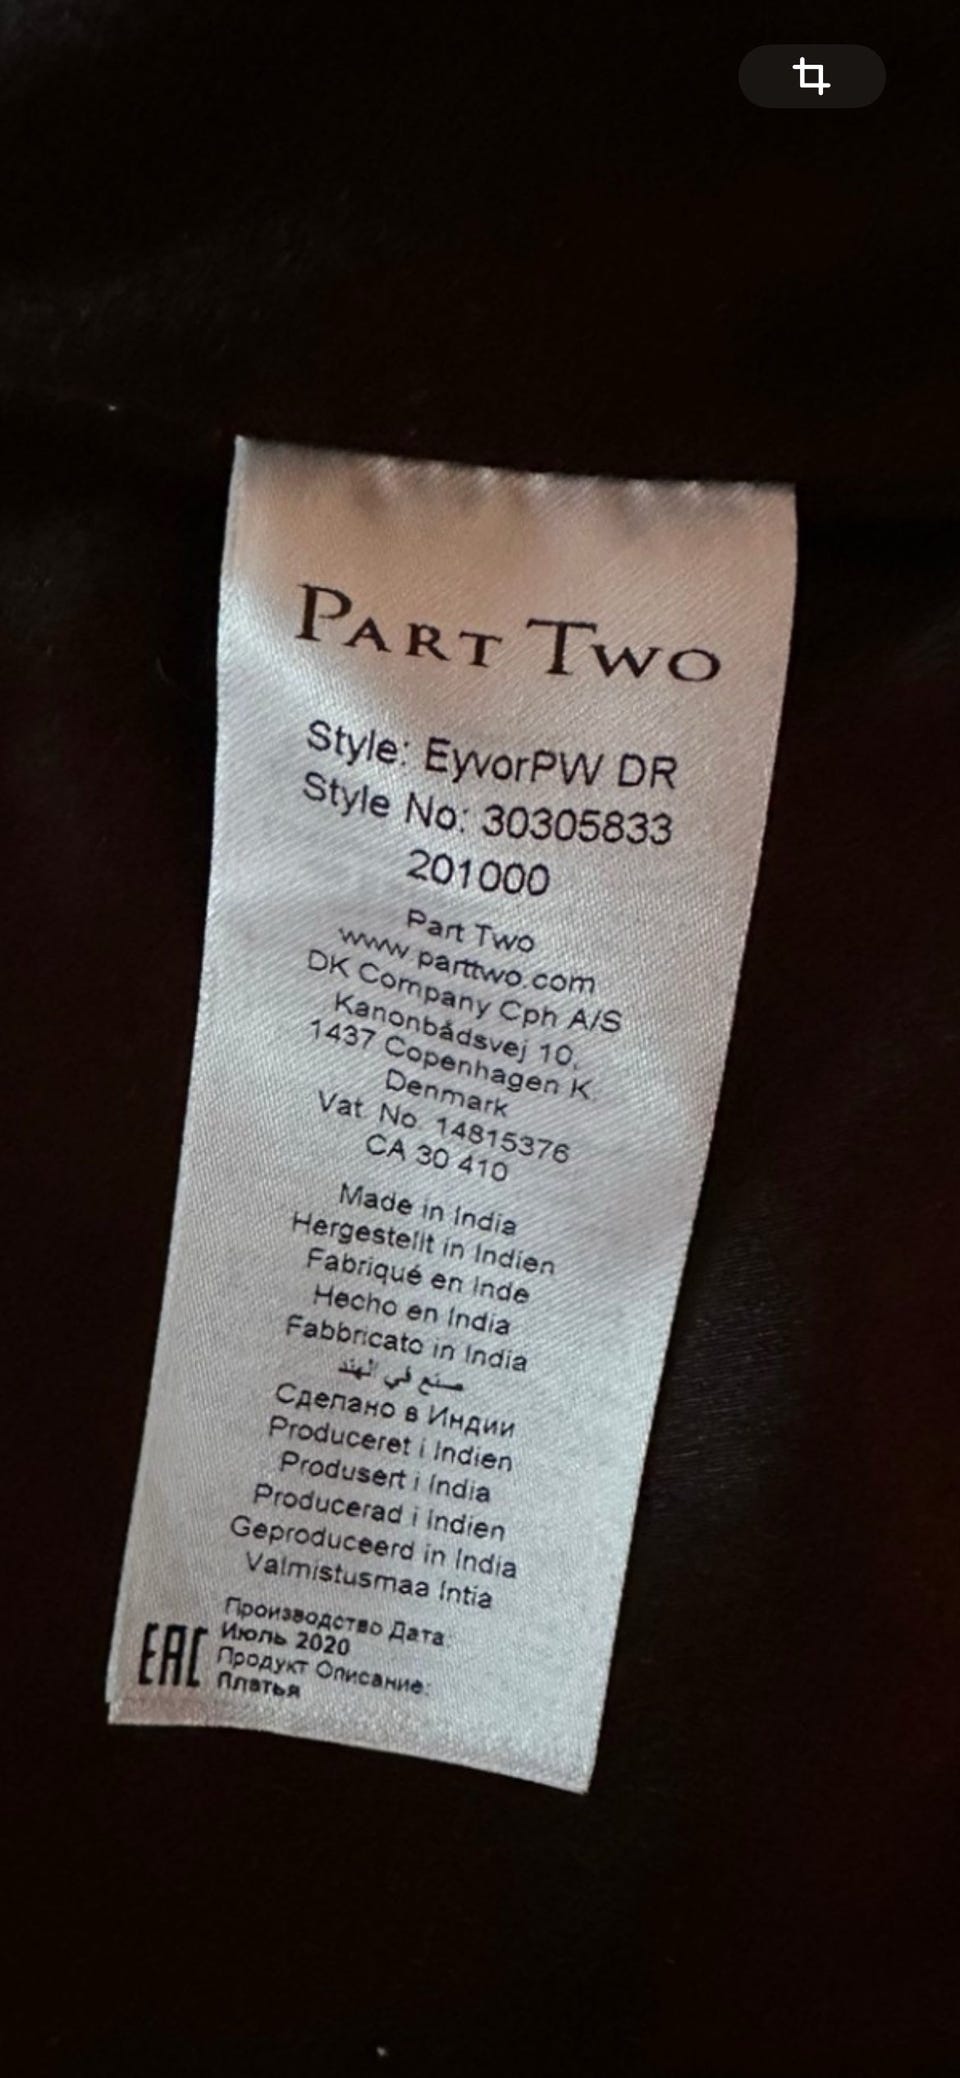 PART TWO
Style: EyvorPW DR
Style No: 30305833
201000
Part Two
www.parttwo.com
DK Company Cph A/S
Kanonbådsvej 10,
1437 Copenhagen K.
Denmark
Vat. No. 14815376
CA 30 410
Made in India
Hergestellt in Indien
Fabriqué en Inde
Hecho en India
Fabbricato in India
صنع في الهند
Сделано в Индии
Produceret i Indien
Produsert i India
Producerad i Indien
Geproduceerd in India
Valmistusmaa Intia
Производство Дата:
Июль 2020
Продукт Описание:
Платья
EAC